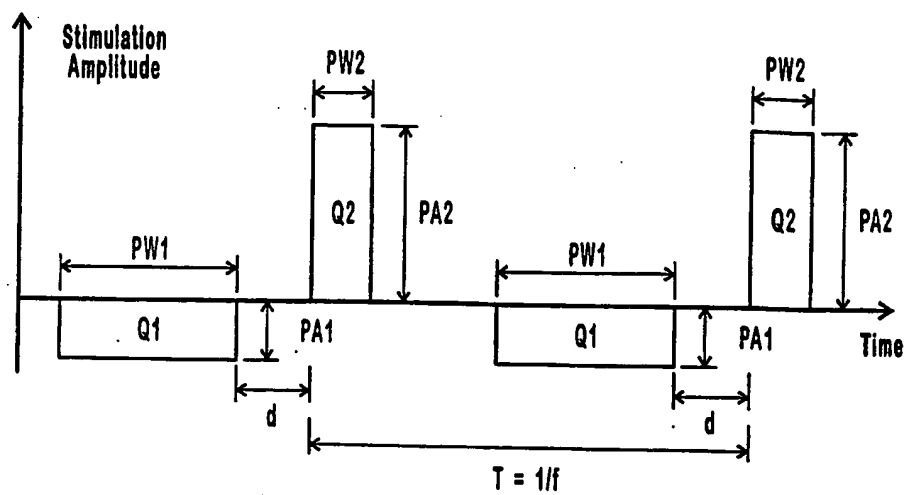 Stimulation
Amplitude
PW2
PW2
Q2
PA2
Q2
PA2
PW1
PW1
Q1
PA1
Q1
PA1
Time
d
d
T = 1/f